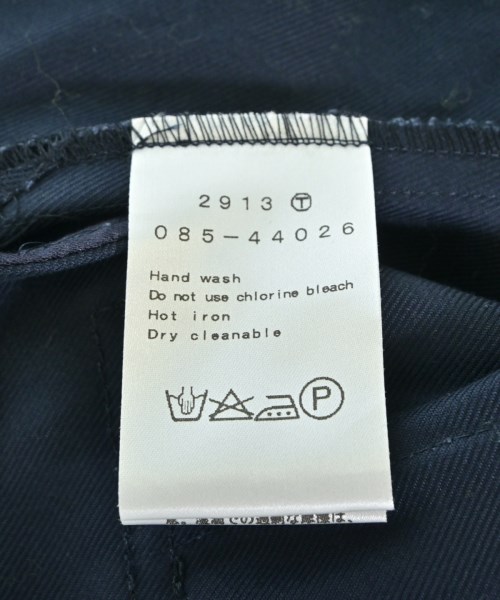 2913 Ⓣ
085-44026
Hand wash
Do not use chlorine bleach
Hot iron
Dry cleanable
P